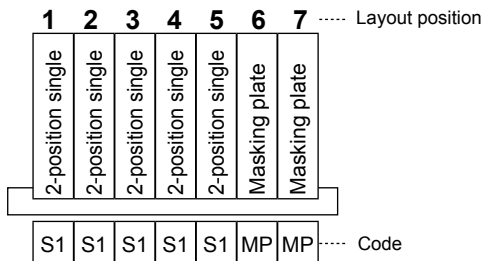 1 2 3 4 5 6 7 Layout position
2-position single
2-position single
2-position single
2-position single
2-position single
Masking plate
Masking plate
S1 S1 S1 S1 S1 MP MP Code